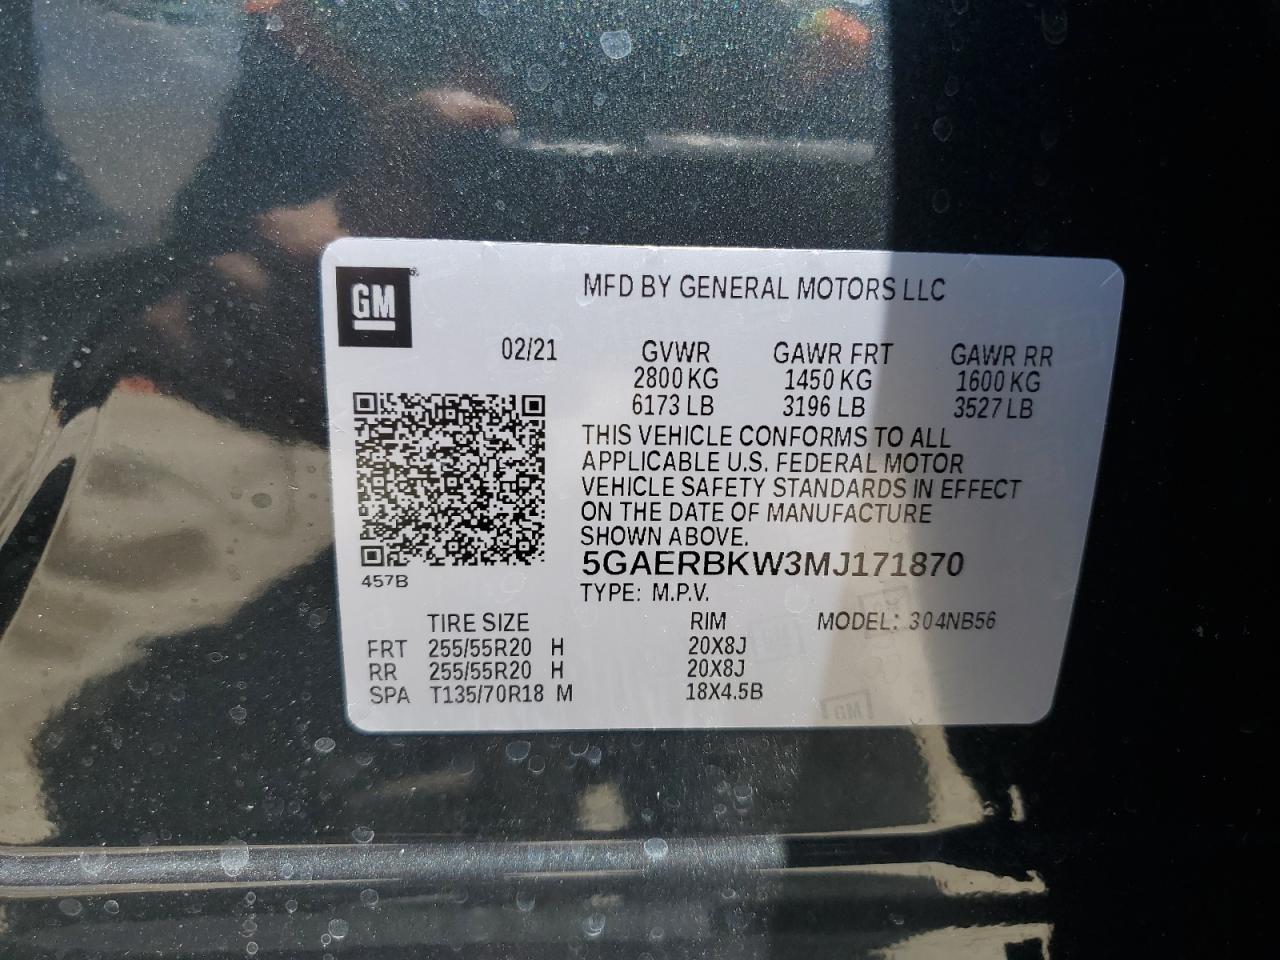 GM
MFD BY GENERAL MOTORS LLC
02/21 GVWR GAWR FRT GAWR RR
2800 KG 1450 KG 1600 KG
6173 LB 3196 LB 3527 LB
THIS VEHICLE CONFORMS TO ALL
APPLICABLE U.S. FEDERAL MOTOR
VEHICLE SAFETY STANDARDS IN EFFECT
ON THE DATE OF MANUFACTURE
SHOWN ABOVE.
5GAERBKW3MJ171870
457B
TYPE: M.P.V.
TIRE SIZE RIM MODEL: 304NB56
FRT 255/55R20 H 20X8J
RR 255/55R20 H 20X8J
SPA T135/70R18 M 18X4.5B
GM